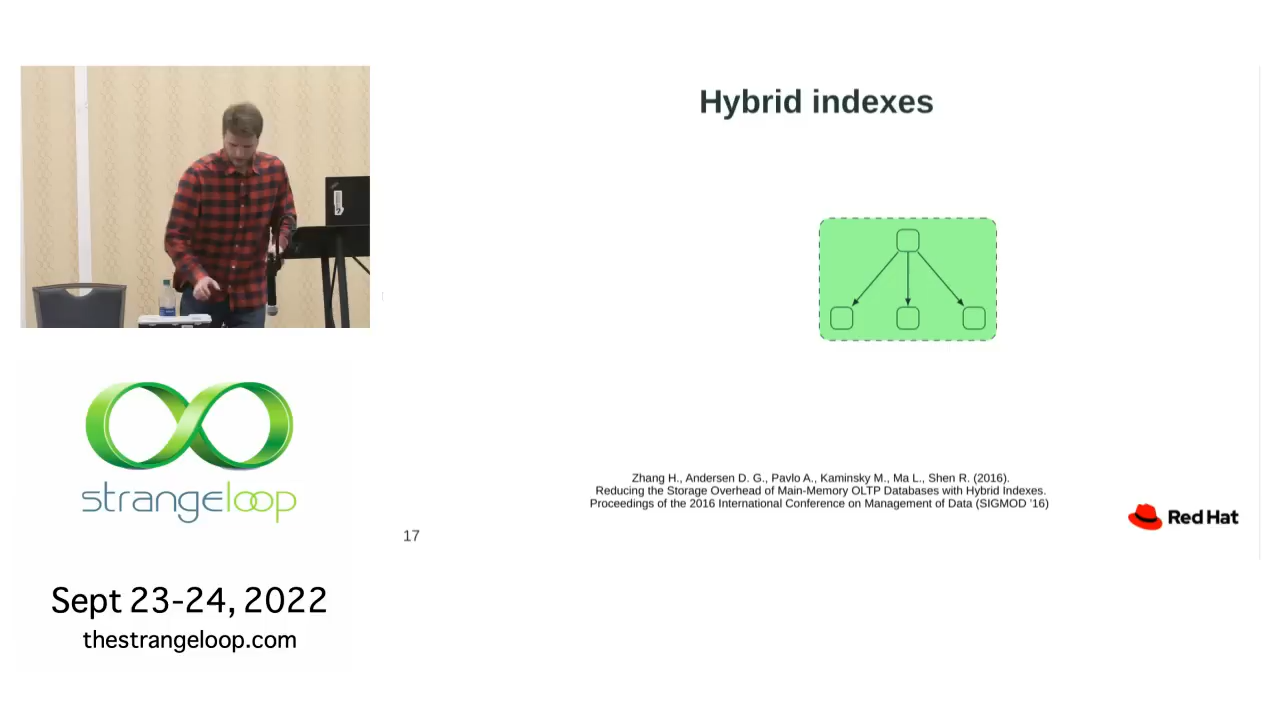 Hybrid indexes
Zhang H., Andersen D. G., Pavlo A., Kaminsky M., Ma L., Shen R. (2016).
Reducing the Storage Overhead of Main-Memory OLTP Databases with Hybrid Indexes.
Proceedings of the 2016 International Conference on Management of Data (SIGMOD '16)
17
Red Hat
strangeloop
Sept 23-24, 2022
thestrangeloop.com